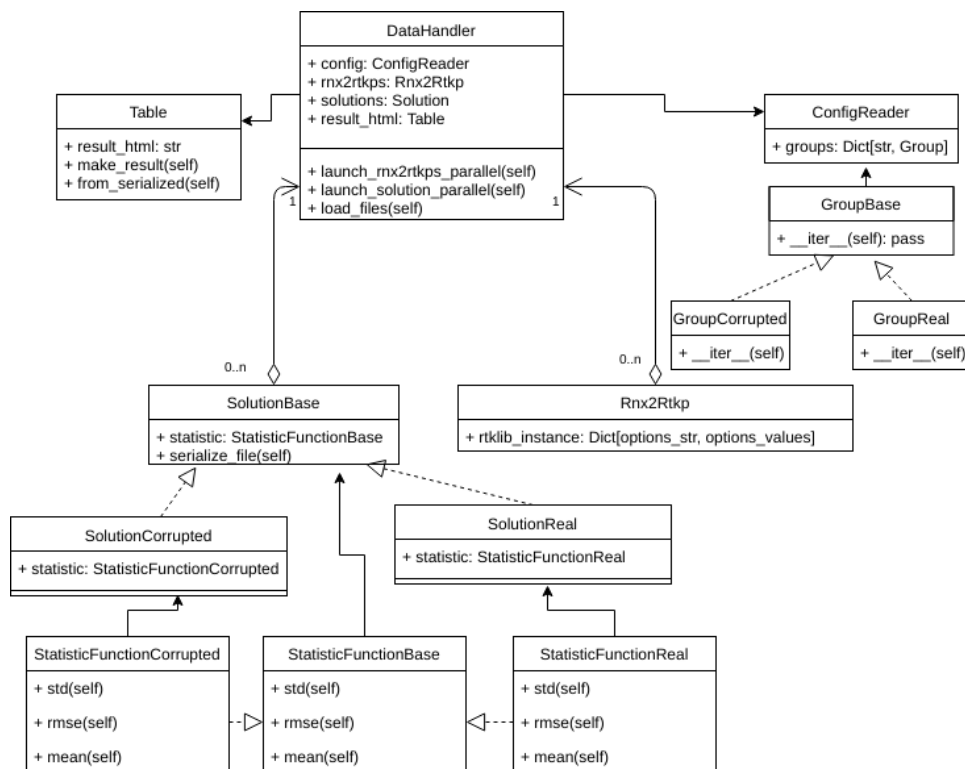 DataHandler
+ config: ConfigReader
+ rnx2rtkps: Rnx2Rtkp
+ solutions: Solution
+ result_html: Table
+ launch_rnx2rtkps_parallel(self)
+ launch_solution_parallel(self)
+ load_files(self)
Table
+ result_html: str
+ make_result(self)
+ from_serialized(self)
ConfigReader
+ groups: Dict[str, Group]
GroupBase
+ __iter__(self): pass
1
1
GroupCorrupted
+ __iter__(self)
GroupReal
+ __iter__(self)
0..n
0..n
SolutionBase
+ statistic: StatisticFunctionBase
+ serialize_file(self)
Rnx2Rtkp
+ rtklib_instance: Dict[options_str, options_values]
SolutionCorrupted
+ statistic: StatisticFunctionCorrupted
SolutionReal
+ statistic: StatisticFunctionReal
StatisticFunctionCorrupted
+ std(self)
+ rmse(self)
+ mean(self)
StatisticFunctionBase
+ std(self)
+ rmse(self)
+ mean(self)
StatisticFunctionReal
+ std(self)
+ rmse(self)
+ mean(self)